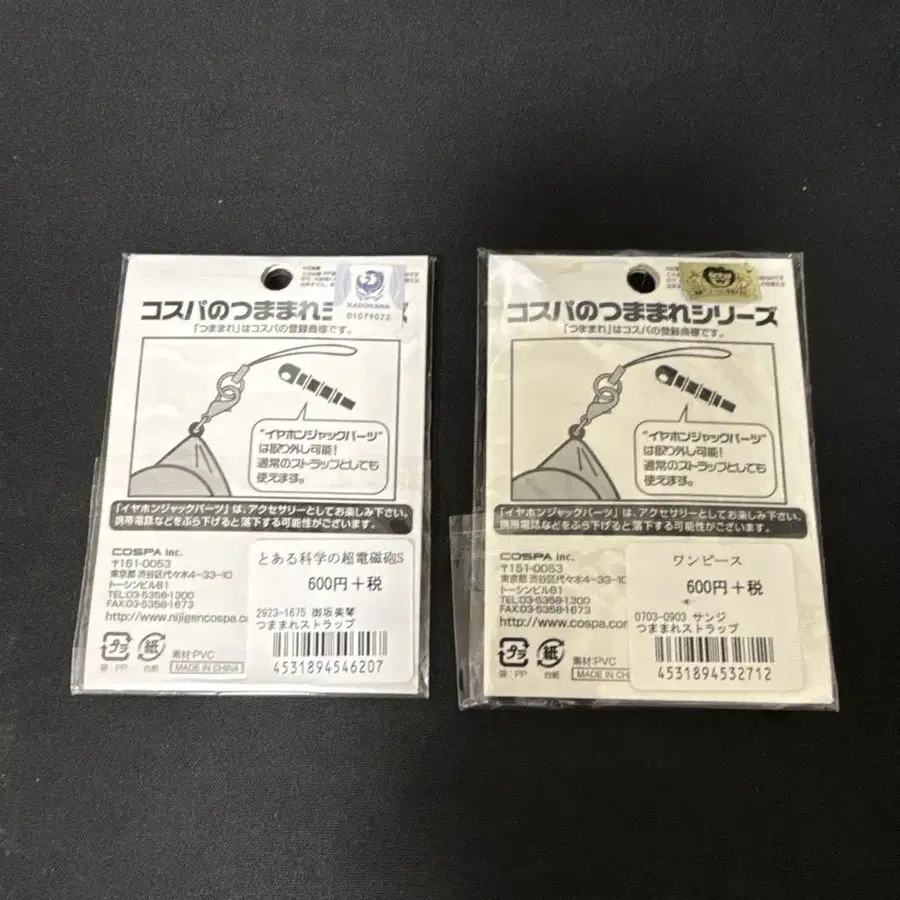 KADOKAWA
01079022
コスパのつままれシ ズ
「つままれ」はコスパの登録商標です。
"イヤホンジャックパーツ"
は取り外し可能!
通常のストラップとしても
使えます。
「イヤホンジャックパーツ」は、アクセサリーとしてお楽しみ下さい。
携帯電話などをぶら下げると落下する可能性がございます。
COSPA inc.
〒151-0053
東京都 渋谷区代々木4-33-10
トーシンビルB1
TEL:03-5358-1300
FAX:03-5358-1673
http://www.nijigencospa.co
プラ
袋:PP
紙
台紙
素材:PVC
MADE IN CHINA
とある科学の超電磁砲S
600円+税
2923-1675 御坂美琴
つままれストラップ
4531894546207
コスパのつままれシリーズ
「つままれ」はコスパの登録商標です。
"イヤホンジャックパーツ"
は取り外し可能!
通常のストラップとしても
使えます。
「イヤホンジャックパーツ」は、アクセサリーとしてお楽しみ下さい。
携帯電話などをぶら下げると落下する可能性がございます。
COSPA inc.
〒151-0053
東京都 渋谷区代々木4-33-10
トーシンビルB1
TEL:03-5358-1300
FAX:03-5358-1673
http://www.cospa.com
プラ
袋:PP
紙
台紙
素材:PVC
MADE IN CHI
ワンピース
600円+税
0703-0903 サンジ
つままれストラップ
4531894532712